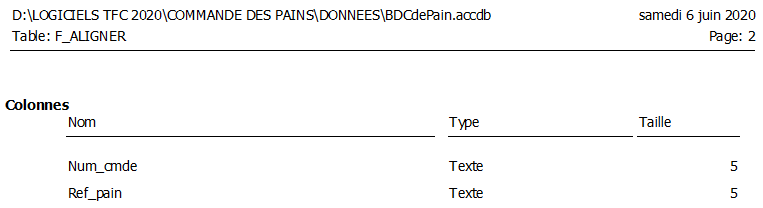 D:\LOGICIELS TFC 2020\COMMANDE DES PAINS\DONNEES\BDCdePain.accdb samedi 6 juin 2020
Table: F_ALIGNER Page: 2
Colonnes
Nom Type Taille
Num_cmde Texte 5
Ref_pain Texte 5